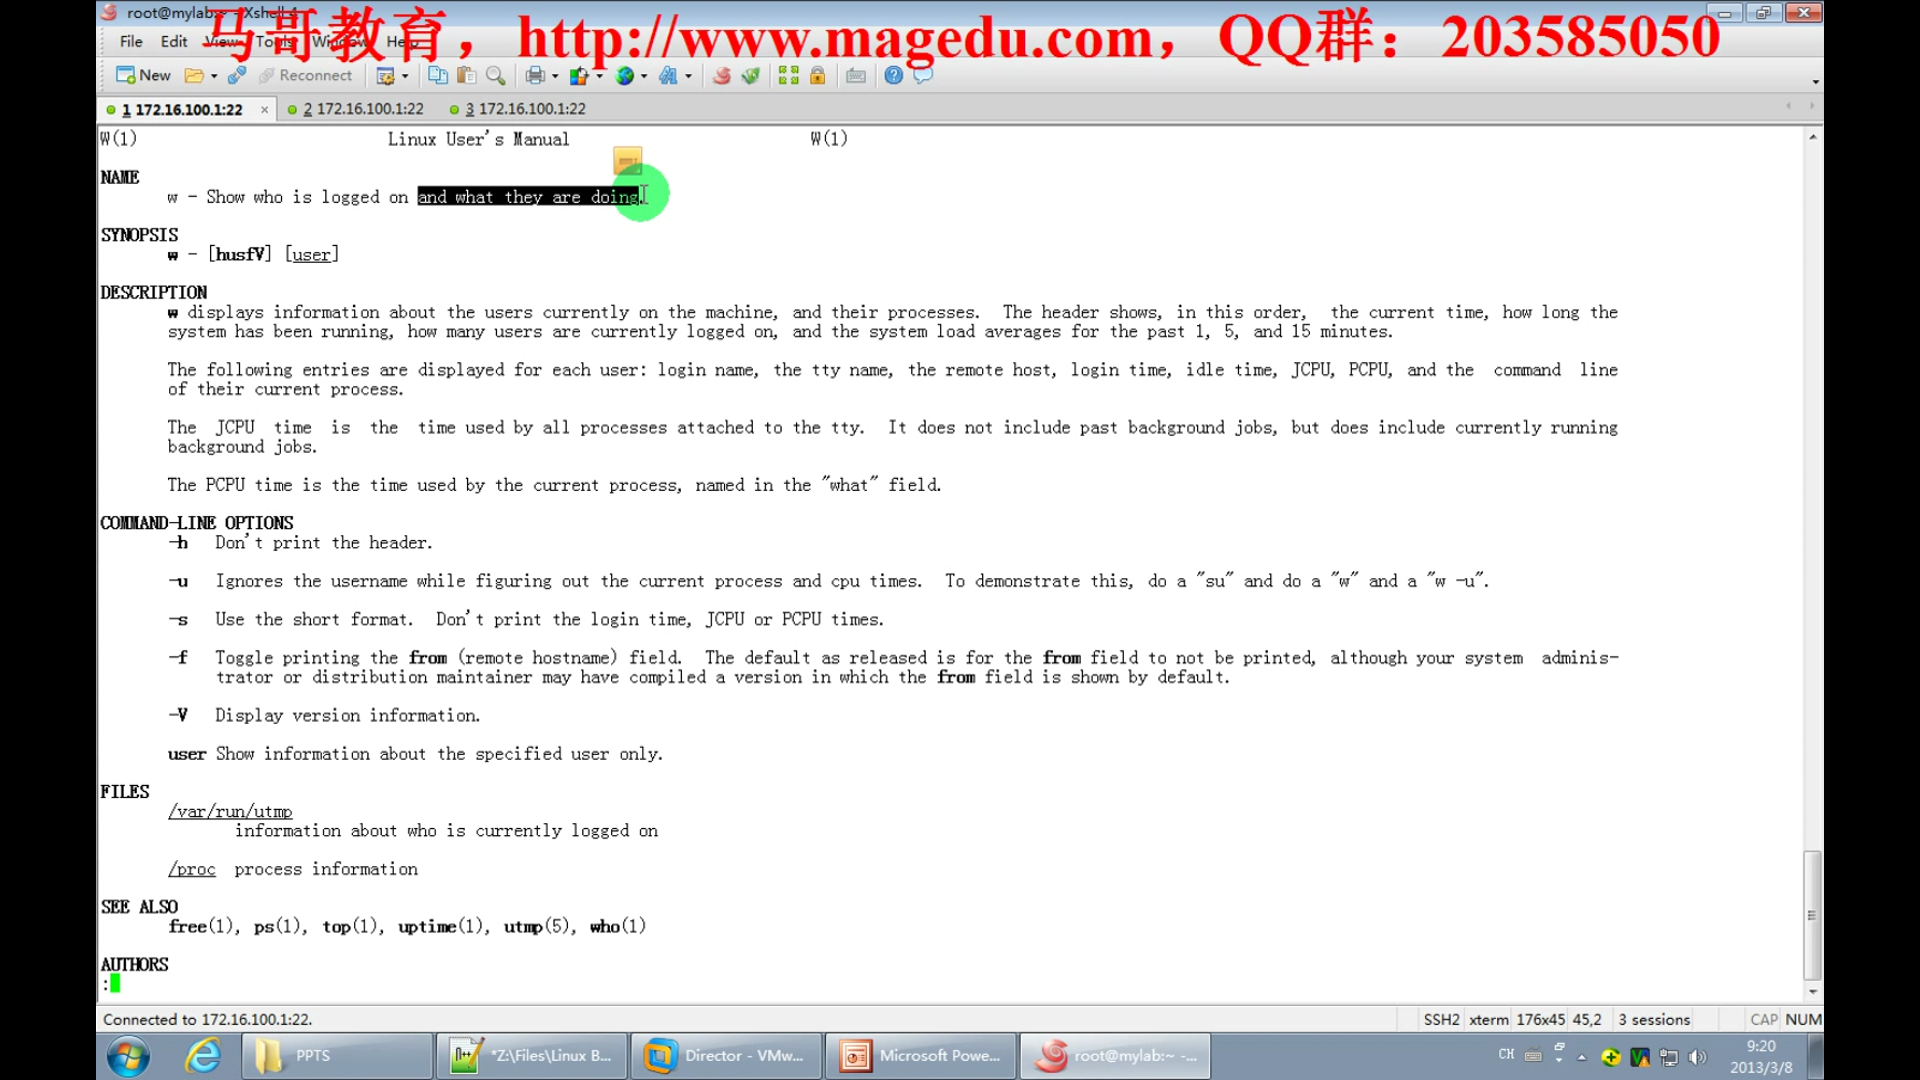 root@mylab:~ - Xshell 4
马哥教育，http://www.magedu.com，QQ群：203585050
File Edit View Tools Window Help
New Reconnect
1 172.16.100.1:22 × 2 172.16.100.1:22 3 172.16.100.1:22
W(1) Linux User's Manual W(1)
NAME
w - Show who is logged on and what they are doing.
SYNOPSIS
w - [husfV] [user]
DESCRIPTION
w displays information about the users currently on the machine, and their processes. The header shows, in this order, the current time, how long the
system has been running, how many users are currently logged on, and the system load averages for the past 1, 5, and 15 minutes.
The following entries are displayed for each user: login name, the tty name, the remote host, login time, idle time, JCPU, PCPU, and the command line
of their current process.
The JCPU time is the time used by all processes attached to the tty. It does not include past background jobs, but does include currently running
background jobs.
The PCPU time is the time used by the current process, named in the "what" field.
COMMAND-LINE OPTIONS
-h Don't print the header.
-u Ignores the username while figuring out the current process and cpu times. To demonstrate this, do a "su" and do a "w" and a "w -u".
-s Use the short format. Don't print the login time, JCPU or PCPU times.
-f Toggle printing the from (remote hostname) field. The default as released is for the from field to not be printed, although your system adminis-
trator or distribution maintainer may have compiled a version in which the from field is shown by default.
-V Display version information.
user Show information about the specified user only.
FILES
/var/run/utmp
information about who is currently logged on
/proc process information
SEE ALSO
free(1), ps(1), top(1), uptime(1), utmp(5), who(1)
AUTHORS
:
Connected to 172.16.100.1:22. SSH2 xterm 176x45 45,2 3 sessions CAP NUM
PPTS *Z:\Files\Linux B... Director - VMw... Microsoft Powe... root@mylab:~ -... CH 9:20
2013/3/8